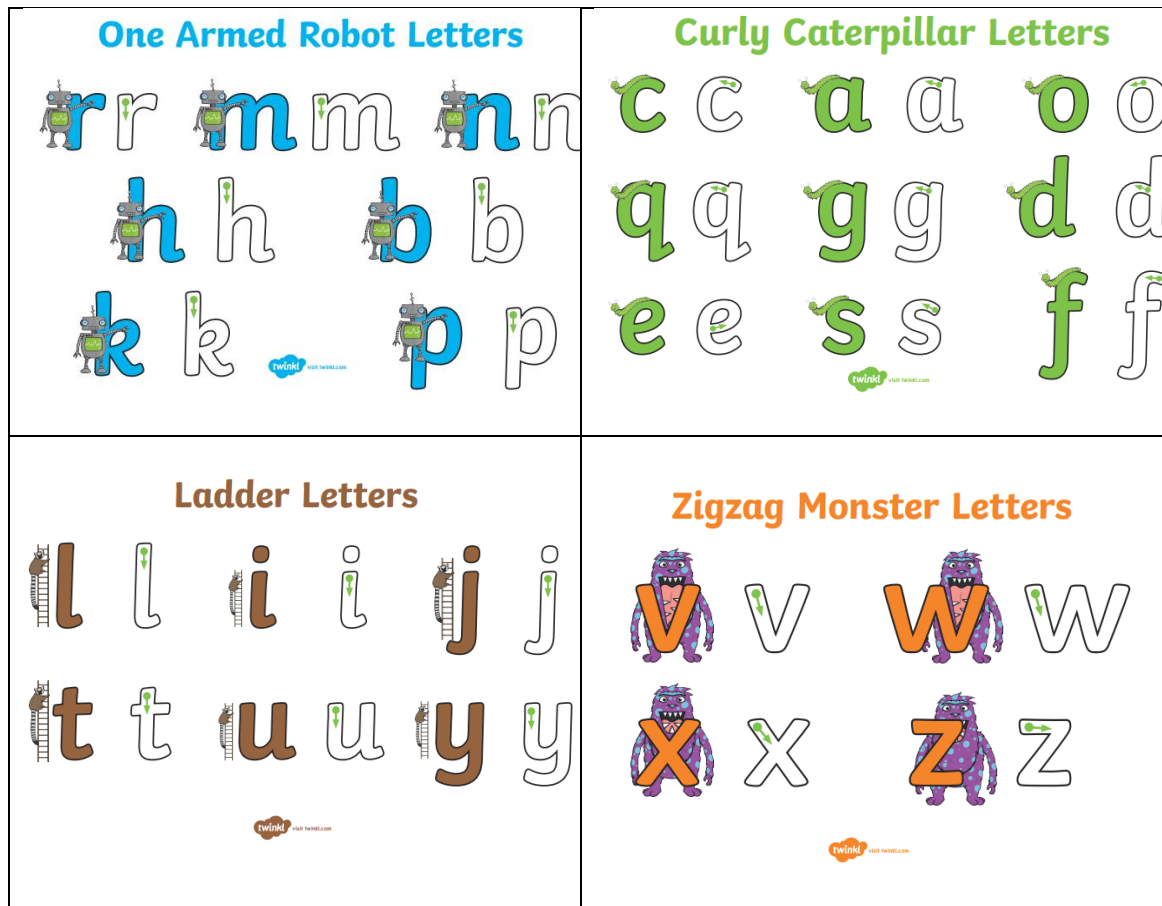 One Armed Robot Letters
r r m m n n
h h b b
k k p p
twinkl visit twinkl.com
Curly Caterpillar Letters
c c a a o o
q q g g d d
e e s s f f
twinkl visit twinkl.com
Ladder Letters
l l i i j j
t t u u y y
twinkl visit twinkl.com
Zigzag Monster Letters
v v w w
x x z z
twinkl visit twinkl.com